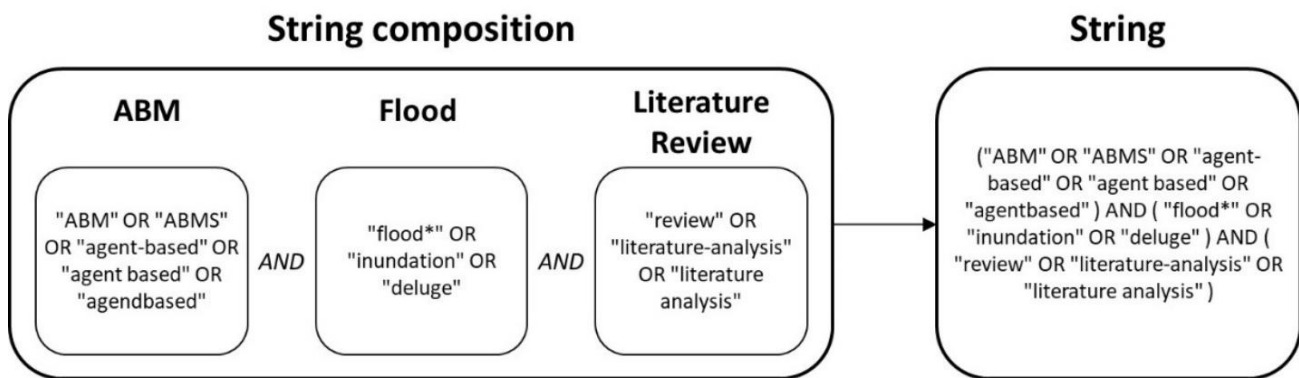 String composition
String
ABM
Flood
Literature
Review
"ABM" OR "ABMS"
OR "agent-based" OR
"agent based" OR
"agendbased"
AND
"flood*" OR
"inundation" OR
"deluge"
AND
"review" OR
"literature-analysis"
OR "literature
analysis"
("ABM" OR "ABMS" OR "agent-
based" OR "agent based" OR
"agentbased" ) AND ( "flood*" OR
"inundation" OR "deluge" ) AND (
"review" OR "literature-analysis" OR
"literature analysis" )